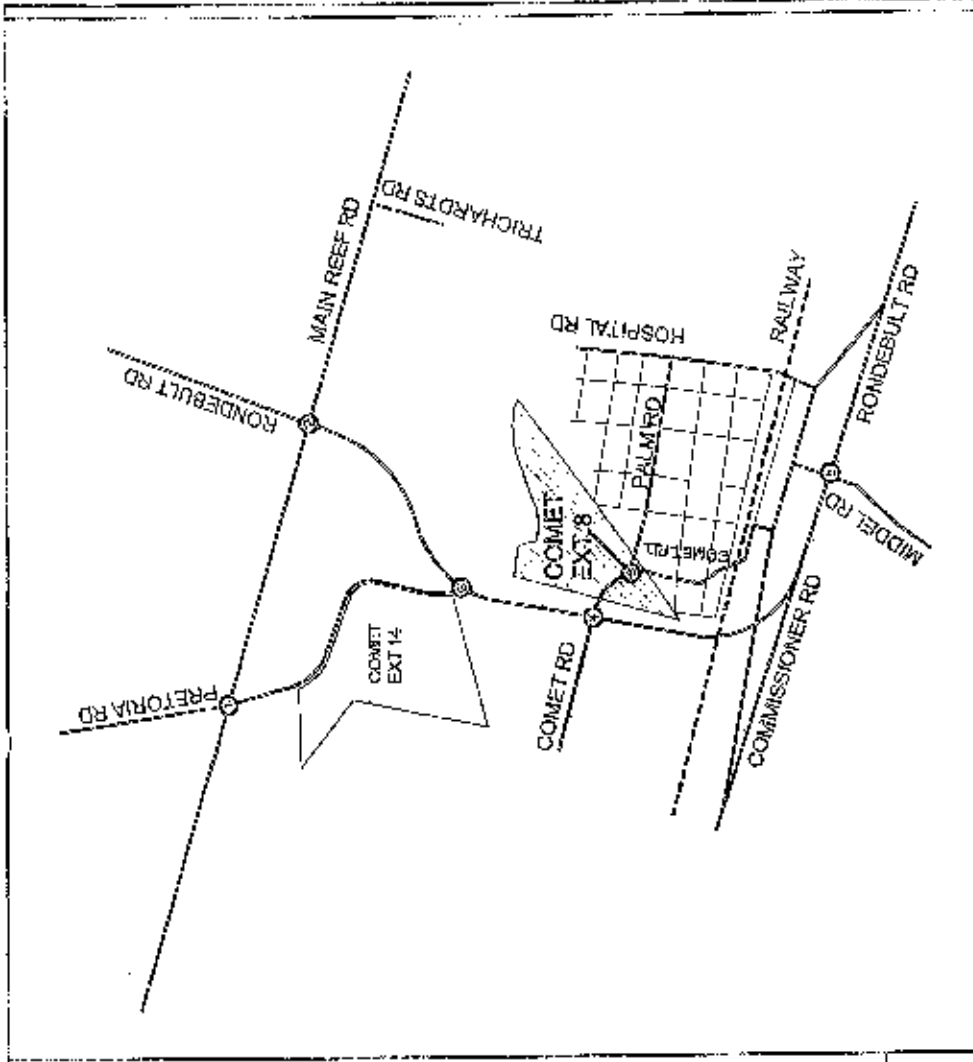 MAIN REEF RD
TRICHARDTS RD
RONDEBULT RD
PRETORIA RD
COMET
EXT 14
HOSPITAL RD
RAILWAY
PALM RD
COMET
EXT 8
COMET RD
COMET RD
RONDEBULT RD
MIDDEL RD
COMMISSIONER RD